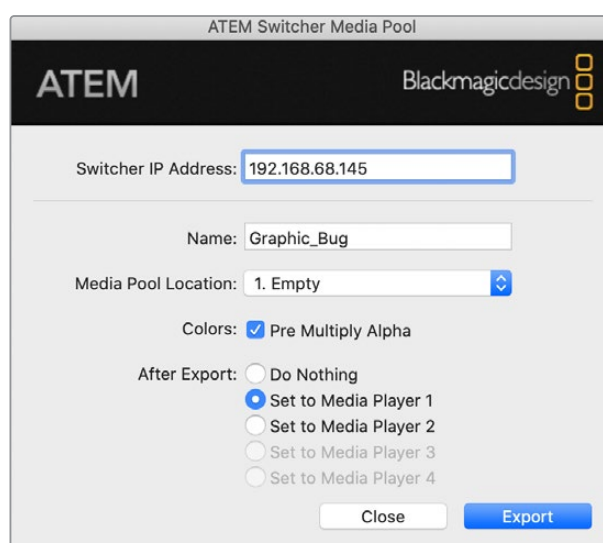 ATEM Switcher Media Pool
ATEM Blackmagicdesign
Switcher IP Address: 192.168.68.145
Name: Graphic_Bug
Media Pool Location: 1. Empty
Colors: Pre Multiply Alpha
After Export: Do Nothing
Set to Media Player 1
Set to Media Player 2
Set to Media Player 3
Set to Media Player 4
Close Export